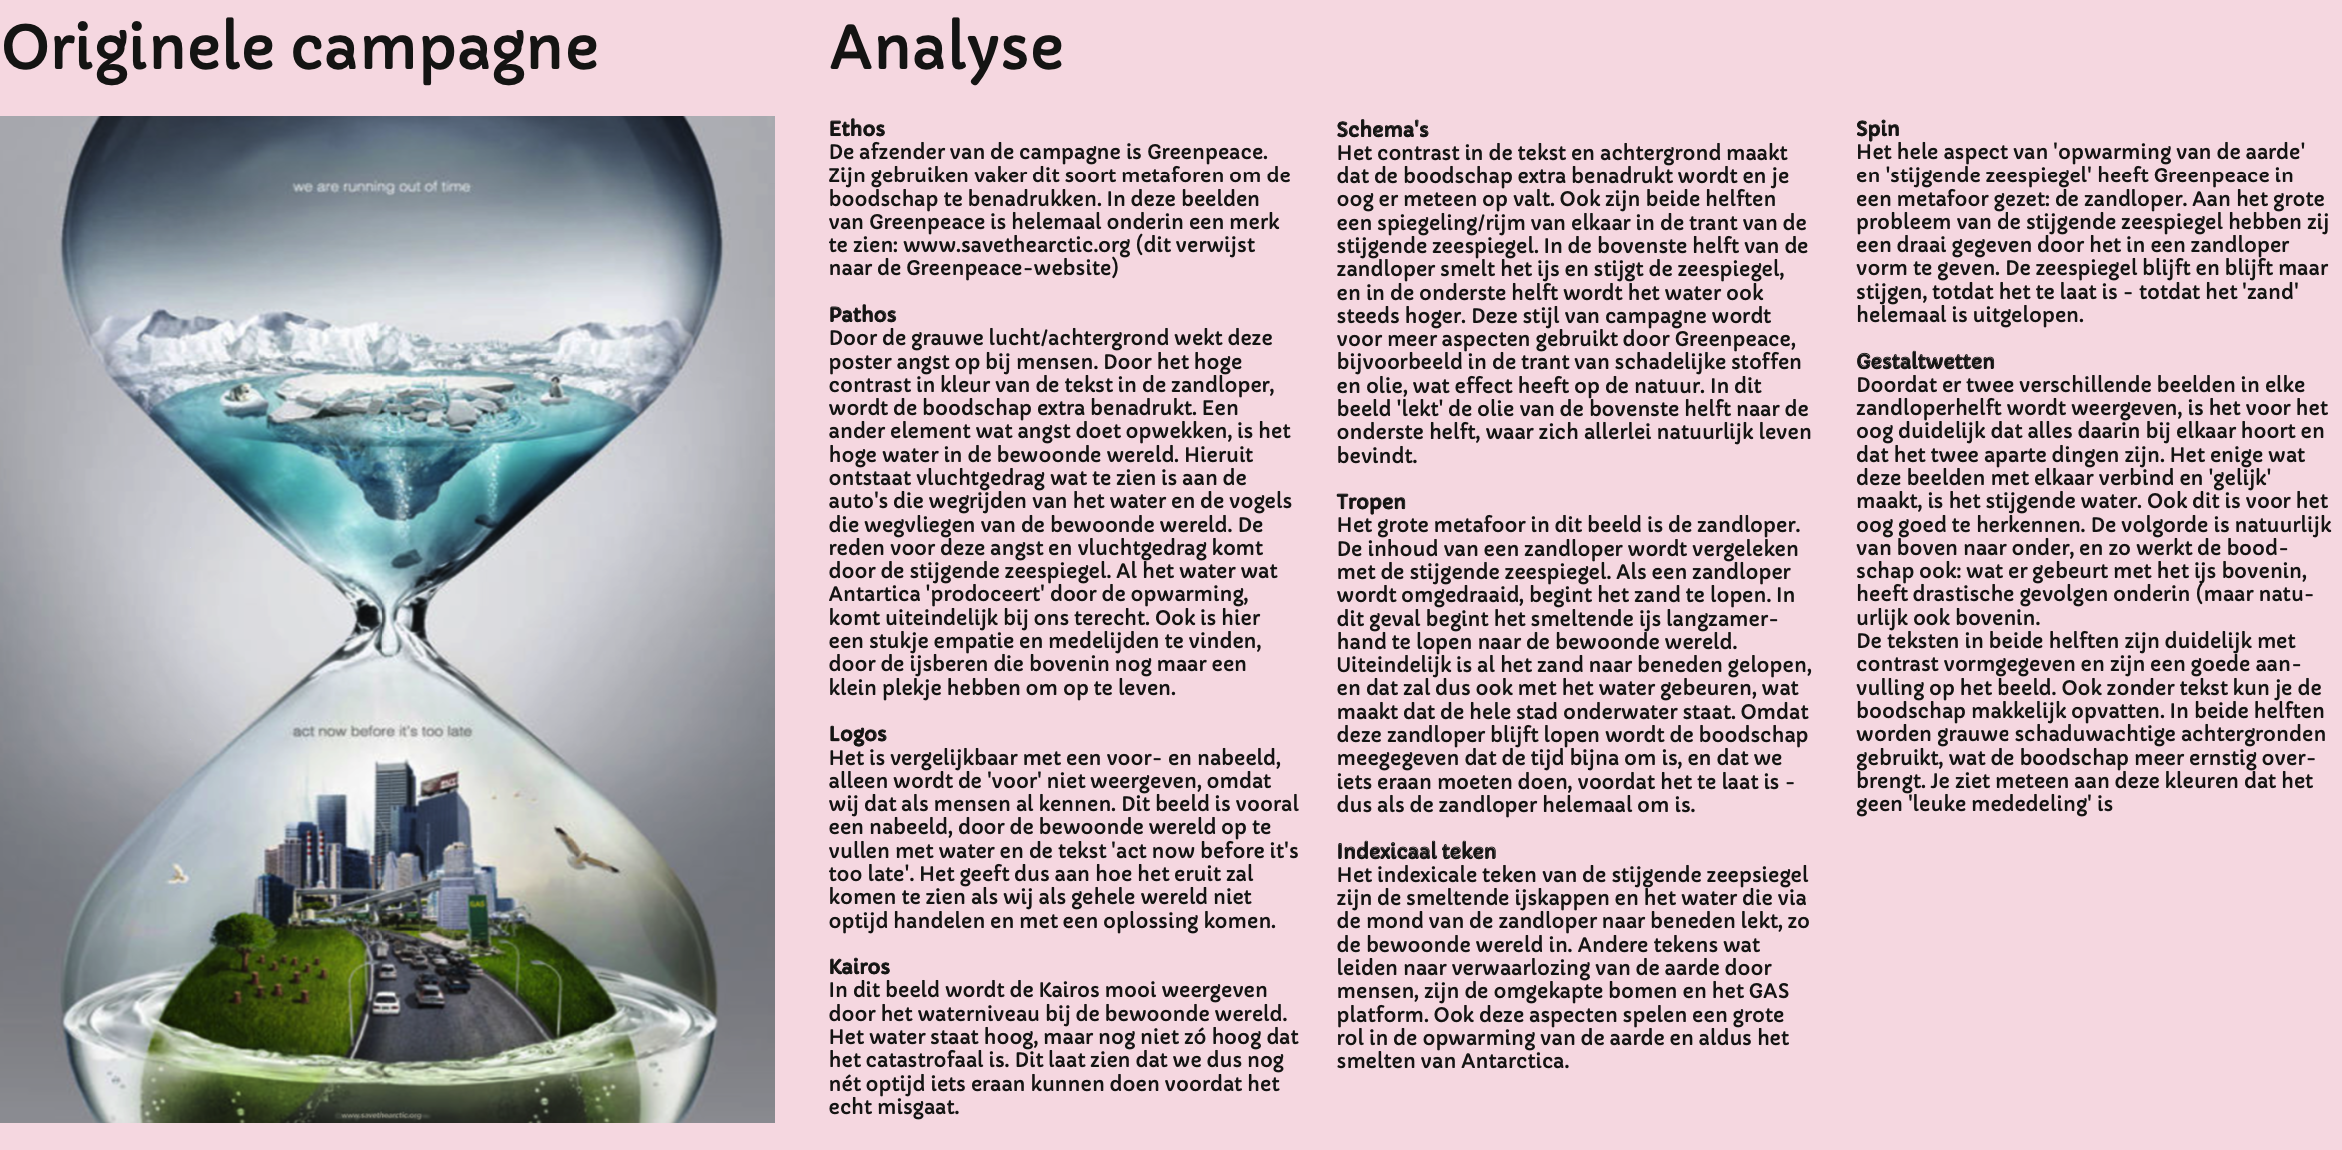 Originele campagne
we are running out of time
act now before it's too late
GAS
www.savethearctic.org
Analyse
Ethos
De afzender van de campagne is Greenpeace.
Zijn gebruiken vaker dit soort metaforen om de
boodschap te benadrukken. In deze beelden
van Greenpeace is helemaal onderin een merk
te zien: www.savethearctic.org (dit verwijst
naar de Greenpeace-website)
Pathos
Door de grauwe lucht/achtergrond wekt deze
poster angst op bij mensen. Door het hoge
contrast in kleur van de tekst in de zandloper,
wordt de boodschap extra benadrukt. Een
ander element wat angst doet opwekken, is het
hoge water in de bewoonde wereld. Hieruit
ontstaat vluchtgedrag wat te zien is aan de
auto's die wegrijden van het water en de vogels
die wegvliegen van de bewoonde wereld. De
reden voor deze angst en vluchtgedrag komt
door de stijgende zeespiegel. Al het water wat
Antartica 'prodoceert' door de opwarming,
komt uiteindelijk bij ons terecht. Ook is hier
een stukje empatie en medelijden te vinden,
door de ijsberen die bovenin nog maar een
klein plekje hebben om op te leven.
Logos
Het is vergelijkbaar met een voor- en nabeeld,
alleen wordt de 'voor' niet weergeven, omdat
wij dat als mensen al kennen. Dit beeld is vooral
een nabeeld, door de bewoonde wereld op te
vullen met water en de tekst 'act now before it's
too late'. Het geeft dus aan hoe het eruit zal
komen te zien als wij als gehele wereld niet
optijd handelen en met een oplossing komen.
Kairos
In dit beeld wordt de Kairos mooi weergeven
door het waterniveau bij de bewoonde wereld.
Het water staat hoog, maar nog niet zó hoog dat
het catastrofaal is. Dit laat zien dat we dus nog
nét optijd iets eraan kunnen doen voordat het
echt misgaat.
Schema's
Het contrast in de tekst en achtergrond maakt
dat de boodschap extra benadrukt wordt en je
oog er meteen op valt. Ook zijn beide helften
een spiegeling/rijm van elkaar in de trant van de
stijgende zeespiegel. In de bovenste helft van de
zandloper smelt het ijs en stijgt de zeespiegel,
en in de onderste helft wordt het water ook
steeds hoger. Deze stijl van campagne wordt
voor meer aspecten gebruikt door Greenpeace,
bijvoorbeeld in de trant van schadelijke stoffen
en olie, wat effect heeft op de natuur. In dit
beeld 'lekt' de olie van de bovenste helft naar de
onderste helft, waar zich allerlei natuurlijk leven
bevindt.
Tropen
Het grote metafoor in dit beeld is de zandloper.
De inhoud van een zandloper wordt vergeleken
met de stijgende zeespiegel. Als een zandloper
wordt omgedraaid, begint het zand te lopen. In
dit geval begint het smeltende ijs langzamer-
hand te lopen naar de bewoonde wereld.
Uiteindelijk is al het zand naar beneden gelopen,
en dat zal dus ook met het water gebeuren, wat
maakt dat de hele stad onderwater staat. Omdat
deze zandloper blijft lopen wordt de boodschap
meegegeven dat de tijd bijna om is, en dat we
iets eraan moeten doen, voordat het te laat is -
dus als de zandloper helemaal om is.
Indexicaal teken
Het indexicale teken van de stijgende zeepsiegel
zijn de smeltende ijskappen en het water die via
de mond van de zandloper naar beneden lekt, zo
de bewoonde wereld in. Andere tekens wat
leiden naar verwaarlozing van de aarde door
mensen, zijn de omgekapte bomen en het GAS
platform. Ook deze aspecten spelen een grote
rol in de opwarming van de aarde en aldus het
smelten van Antarctica.
Spin
Het hele aspect van 'opwarming van de aarde'
en 'stijgende zeespiegel' heeft Greenpeace in
een metafoor gezet: de zandloper. Aan het grote
probleem van de stijgende zeespiegel hebben zij
een draai gegeven door het in een zandloper
vorm te geven. De zeespiegel blijft en blijft maar
stijgen, totdat het te laat is - totdat het 'zand'
helemaal is uitgelopen.
Gestaltwetten
Doordat er twee verschillende beelden in elke
zandloperhelft wordt weergeven, is het voor het
oog duidelijk dat alles daarin bij elkaar hoort en
dat het twee aparte dingen zijn. Het enige wat
deze beelden met elkaar verbind en 'gelijk'
maakt, is het stijgende water. Ook dit is voor het
oog goed te herkennen. De volgorde is natuurlijk
van boven naar onder, en zo werkt de bood-
schap ook: wat er gebeurt met het ijs bovenin,
heeft drastische gevolgen onderin (maar natu-
urlijk ook bovenin.
De teksten in beide helften zijn duidelijk met
contrast vormgegeven en zijn een goede aan-
vulling op het beeld. Ook zonder tekst kun je de
boodschap makkelijk opvatten. In beide helften
worden grauwe schaduwachtige achtergronden
gebruikt, wat de boodschap meer ernstig over-
brengt. Je ziet meteen aan deze kleuren dat het
geen 'leuke mededeling' is